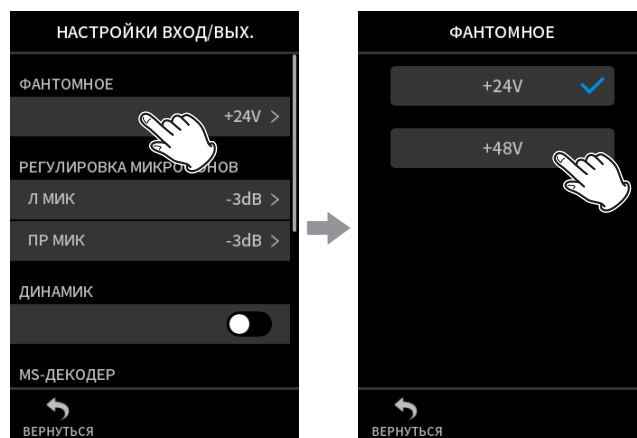 НАСТРОЙКИ ВХОД/ВЫХ.
ФАНТОМНОЕ
+24V >
РЕГУЛИРОВКА МИКРОФОНОВ
Л МИК -3dB >
ПР МИК -3dB >
ДИНАМИК
MS-ДЕКОДЕР
ВЕРНУТЬСЯ
ФАНТОМНОЕ
+24V
+48V
ВЕРНУТЬСЯ